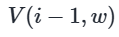 V(i − 1, w)